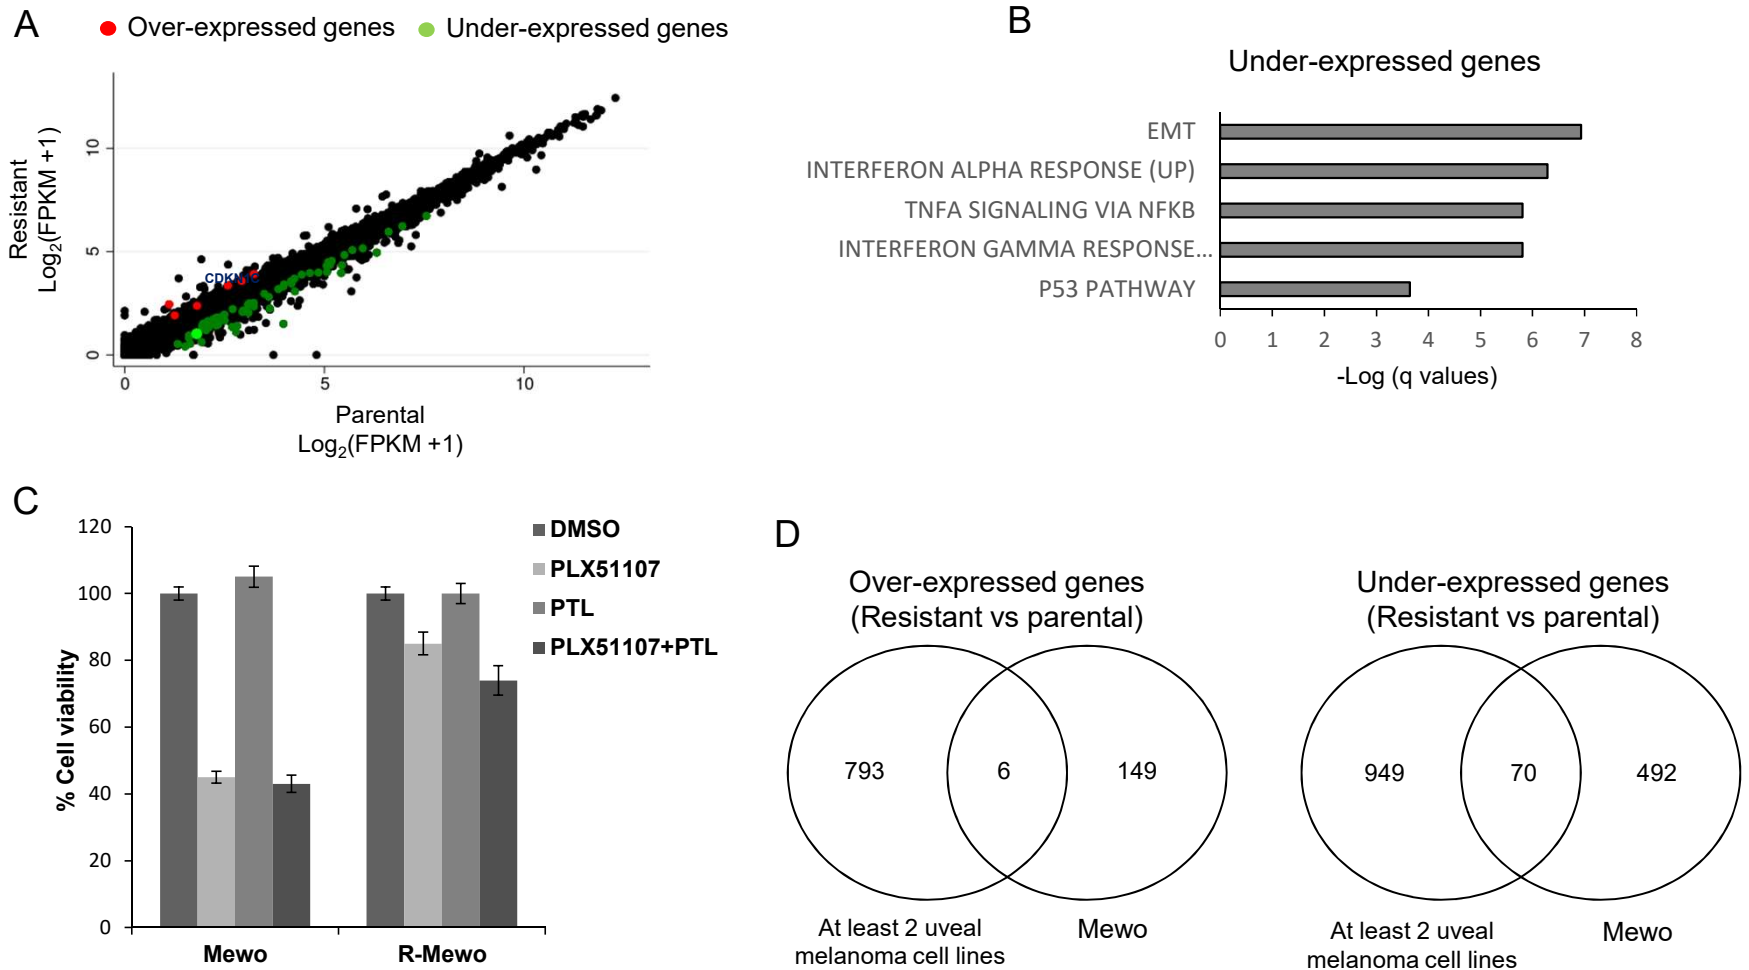 A
Over-expressed genes
Under-expressed genes
10
5
0
0
5
10
Resistant
Log2(FPKM +1)
Parental
Log2(FPKM +1)
B
Under-expressed genes
EMT
INTERFERON ALPHA RESPONSE (UP)
TNFA SIGNALING VIA NFKB
INTERFERON GAMMA RESPONSE...
P53 PATHWAY
0 1 2 3 4 5 6 7 8
-Log (q values)
C
120
100
80
60
40
20
0
% Cell viability
Mewo
R-Mewo
DMSO
PLX51107
PTL
PLX51107+PTL
D
Over-expressed genes
(Resistant vs parental)
793
6
149
At least 2 uveal
melanoma cell lines
Mewo
Under-expressed genes
(Resistant vs parental)
949
70
492
At least 2 uveal
melanoma cell lines
Mewo